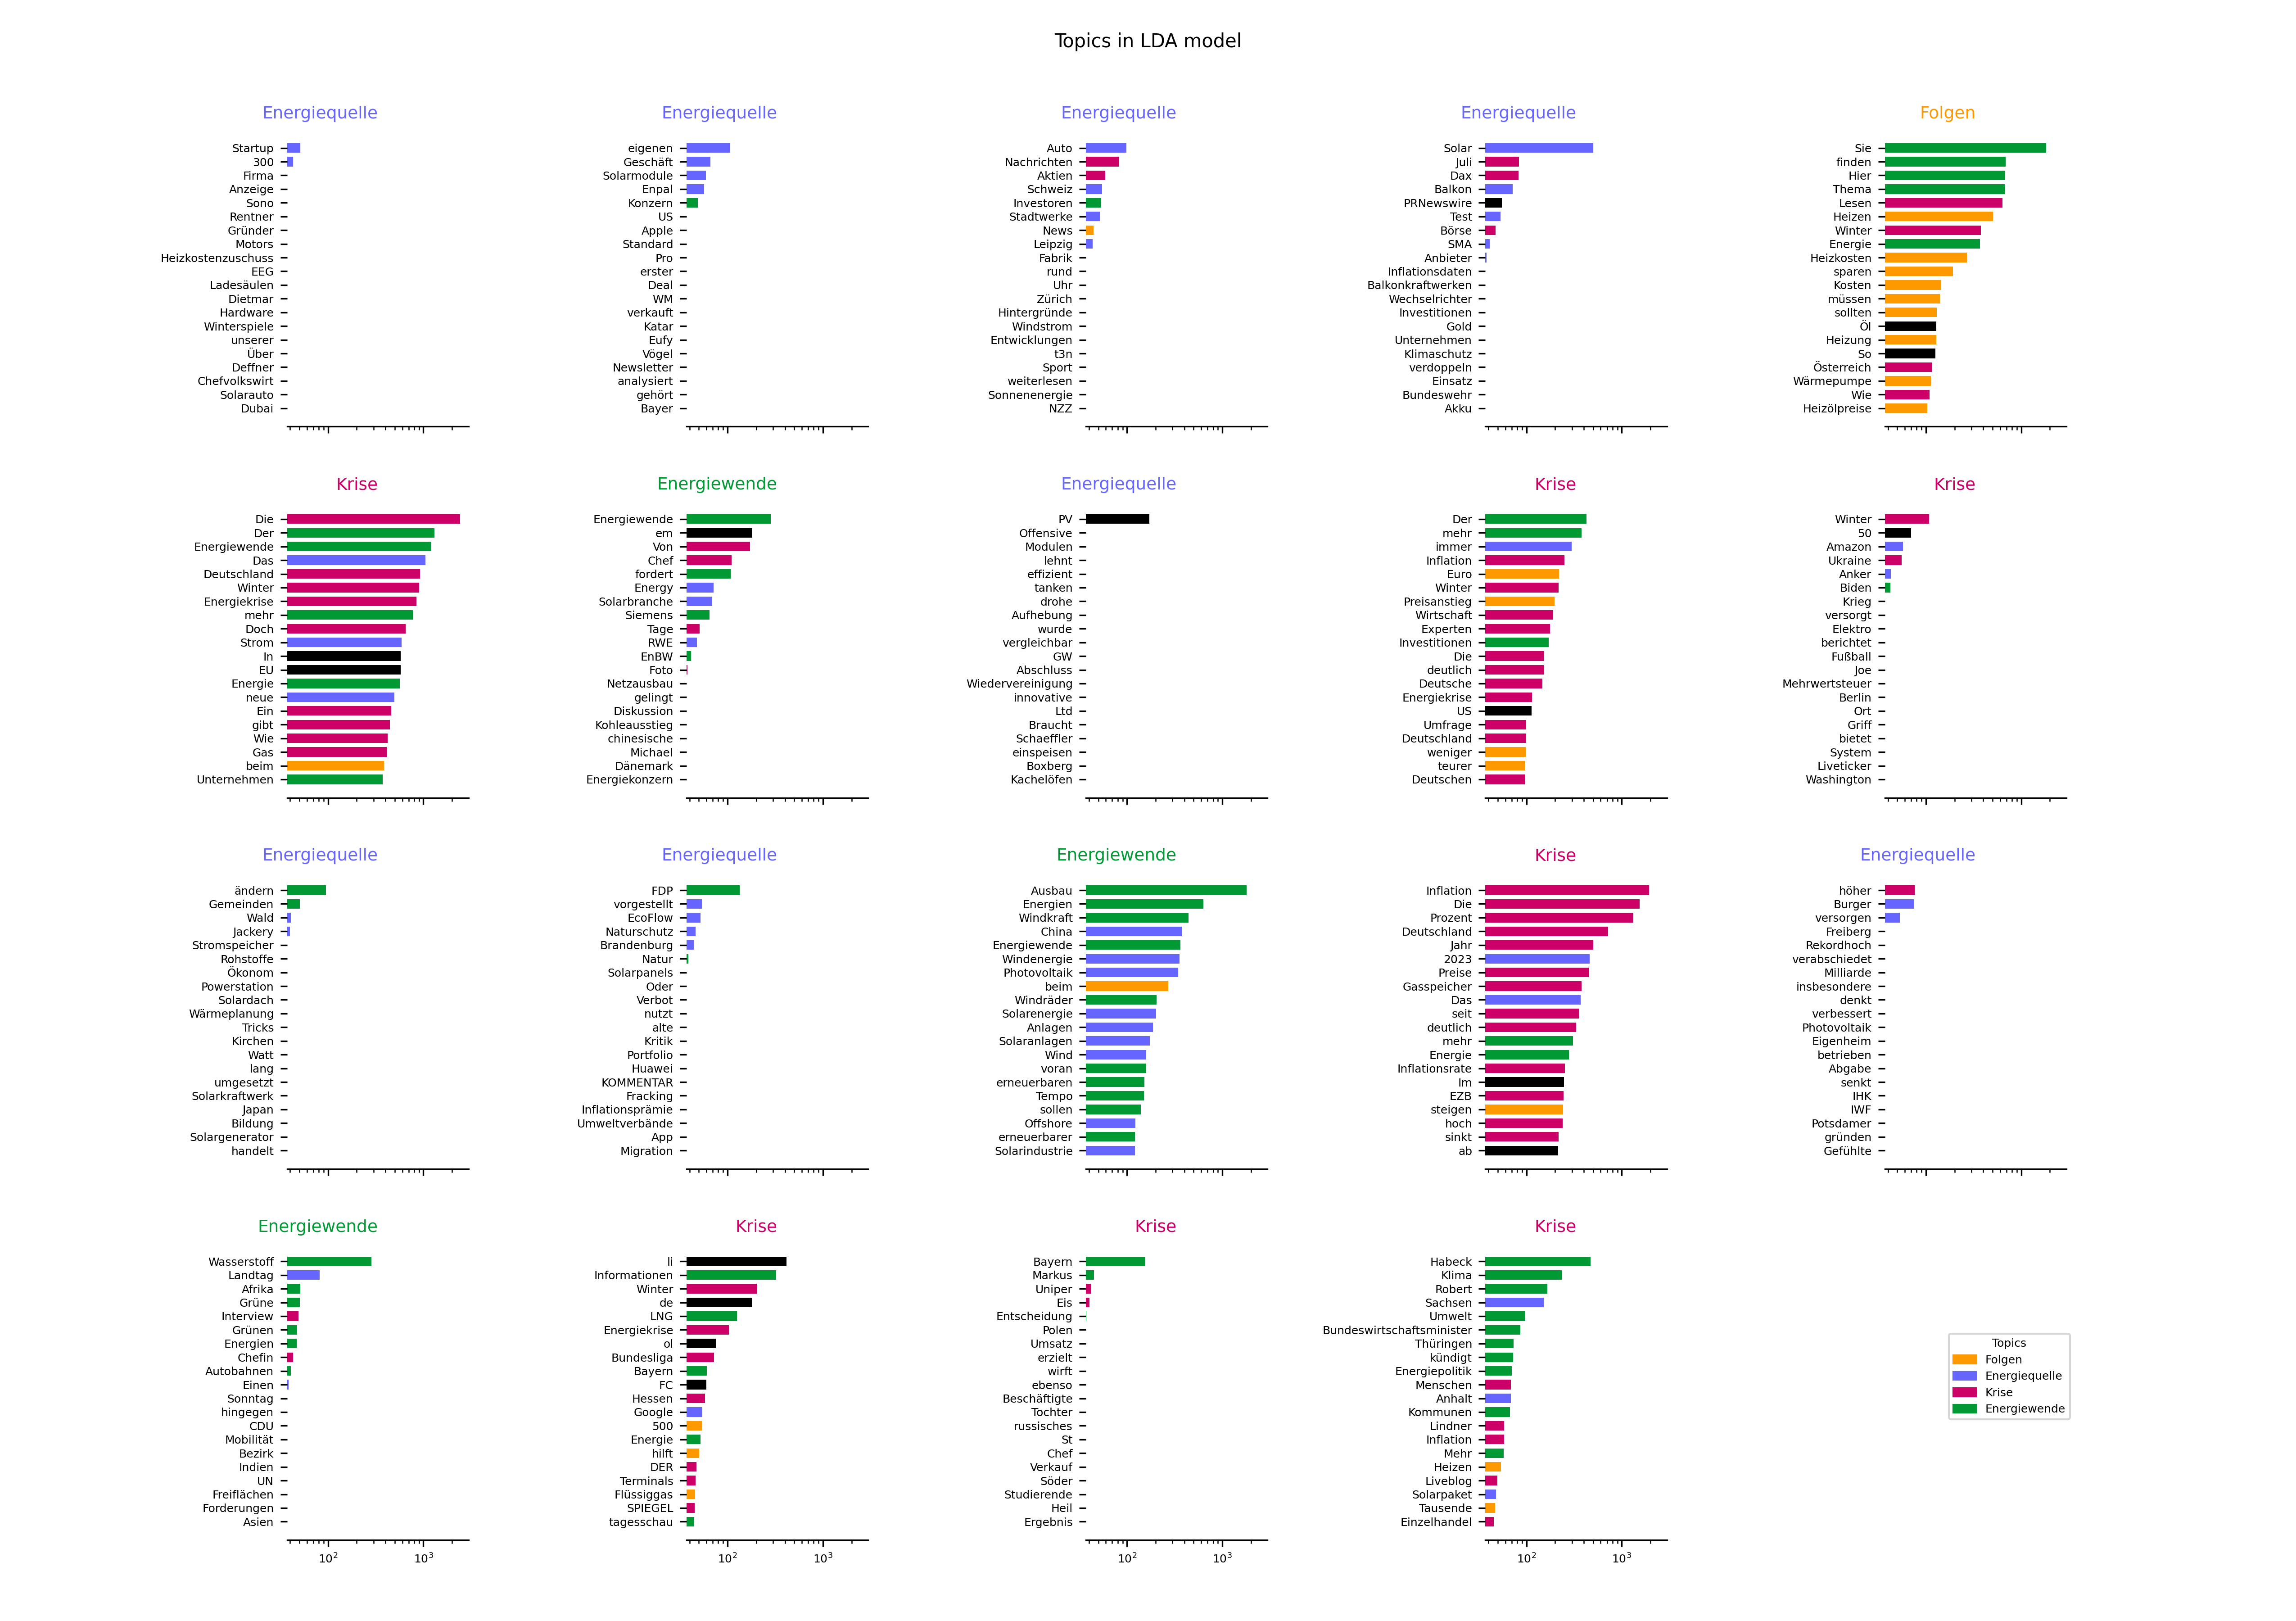 Topics in LDA model
Energiequelle
Startup
300
Firma
Anzeige
Sono
Rentner
Gründer
Motors
Heizkostenzuschuss
EEG
Ladesäulen
Dietmar
Hardware
Winterspiele
unserer
Über
Deffner
Chefvolkswirt
Solarauto
Dubai
Energiequelle
eigenen
Geschäft
Solarmodule
Enpal
Konzern
US
Apple
Standard
Pro
erster
Deal
WM
verkauft
Katar
Eufy
Vögel
Newsletter
analysiert
gehört
Bayer
Energiequelle
Auto
Nachrichten
Aktien
Schweiz
Investoren
Stadtwerke
News
Leipzig
Fabrik
rund
Uhr
Zürich
Hintergründe
Windstrom
Entwicklungen
t3n
Sport
weiterlesen
Sonnenenergie
NZZ
Energiequelle
Solar
Juli
Dax
Balkon
PRNewswire
Test
Börse
SMA
Anbieter
Inflationsdaten
Balkonkraftwerken
Wechselrichter
Investitionen
Gold
Unternehmen
Klimaschutz
verdoppeln
Einsatz
Bundeswehr
Akku
Folgen
Sie
finden
Hier
Thema
Lesen
Heizen
Winter
Energie
Heizkosten
sparen
Kosten
müssen
sollten
Öl
Heizung
So
Österreich
Wärmepumpe
Wie
Heizölpreise
Krise
Die
Der
Energiewende
Das
Deutschland
Winter
Energiekrise
mehr
Doch
Strom
In
EU
Energie
neue
Ein
gibt
Wie
Gas
beim
Unternehmen
Energiewende
Energiewende
em
Von
Chef
fordert
Energy
Solarbranche
Siemens
Tage
RWE
EnBW
Foto
Netzausbau
gelingt
Diskussion
Kohleausstieg
chinesische
Michael
Dänemark
Energiekonzern
Energiequelle
PV
Offensive
Modulen
lehnt
effizient
tanken
drohe
Aufhebung
wurde
vergleichbar
GW
Abschluss
Wiedervereinigung
innovative
Ltd
Braucht
Schaeffler
einspeisen
Boxberg
Kachelöfen
Krise
Der
mehr
immer
Inflation
Euro
Winter
Preisanstieg
Wirtschaft
Experten
Investitionen
Die
deutlich
Deutsche
Energiekrise
US
Umfrage
Deutschland
weniger
teurer
Deutschen
Krise
Winter
50
Amazon
Ukraine
Anker
Biden
Krieg
versorgt
Elektro
berichtet
Fußball
Joe
Mehrwertsteuer
Berlin
Ort
Griff
bietet
System
Liveticker
Washington
Energiequelle
ändern
Gemeinden
Wald
Jackery
Stromspeicher
Rohstoffe
Ökonom
Powerstation
Solardach
Wärmeplanung
Tricks
Kirchen
Watt
lang
umgesetzt
Solarkraftwerk
Japan
Bildung
Solargenerator
handelt
Energiequelle
FDP
vorgestellt
EcoFlow
Naturschutz
Brandenburg
Natur
Solarpanels
Oder
Verbot
nutzt
alte
Kritik
Portfolio
Huawei
KOMMENTAR
Fracking
Inflationsprämie
Umweltverbände
App
Migration
Energiewende
Ausbau
Energien
Windkraft
China
Energiewende
Windenergie
Photovoltaik
beim
Windräder
Solarenergie
Anlagen
Solaranlagen
Wind
voran
erneuerbaren
Tempo
sollen
Offshore
erneuerbarer
Solarindustrie
Krise
Inflation
Die
Prozent
Deutschland
Jahr
2023
Preise
Gasspeicher
Das
seit
deutlich
mehr
Energie
Inflationsrate
Im
EZB
steigen
hoch
sinkt
ab
Energiequelle
höher
Burger
versorgen
Freiberg
Rekordhoch
verabschiedet
Milliarde
insbesondere
denkt
verbessert
Photovoltaik
Eigenheim
betrieben
Abgabe
senkt
IHK
IWF
Potsdamer
gründen
Gefühlte
Energiewende
Wasserstoff
Landtag
Afrika
Grüne
Interview
Grünen
Energien
Chefin
Autobahnen
Einen
Sonntag
hingegen
CDU
Mobilität
Bezirk
Indien
UN
Freiflächen
Forderungen
Asien
10² 10³
Krise
li
Informationen
Winter
de
LNG
Energiekrise
ol
Bundesliga
Bayern
FC
Hessen
Google
500
Energie
hilft
DER
Terminals
Flüssiggas
SPIEGEL
tagesschau
10² 10³
Krise
Bayern
Markus
Uniper
Eis
Entscheidung
Polen
Umsatz
erzielt
wirft
ebenso
Beschäftigte
Tochter
russisches
St
Chef
Verkauf
Söder
Studierende
Heil
Ergebnis
10² 10³
Krise
Habeck
Klima
Robert
Sachsen
Umwelt
Bundeswirtschaftsminister
Thüringen
kündigt
Energiepolitik
Menschen
Anhalt
Kommunen
Lindner
Inflation
Mehr
Heizen
Liveblog
Solarpaket
Tausende
Einzelhandel
10² 10³
Topics
Folgen
Energiequelle
Krise
Energiewende